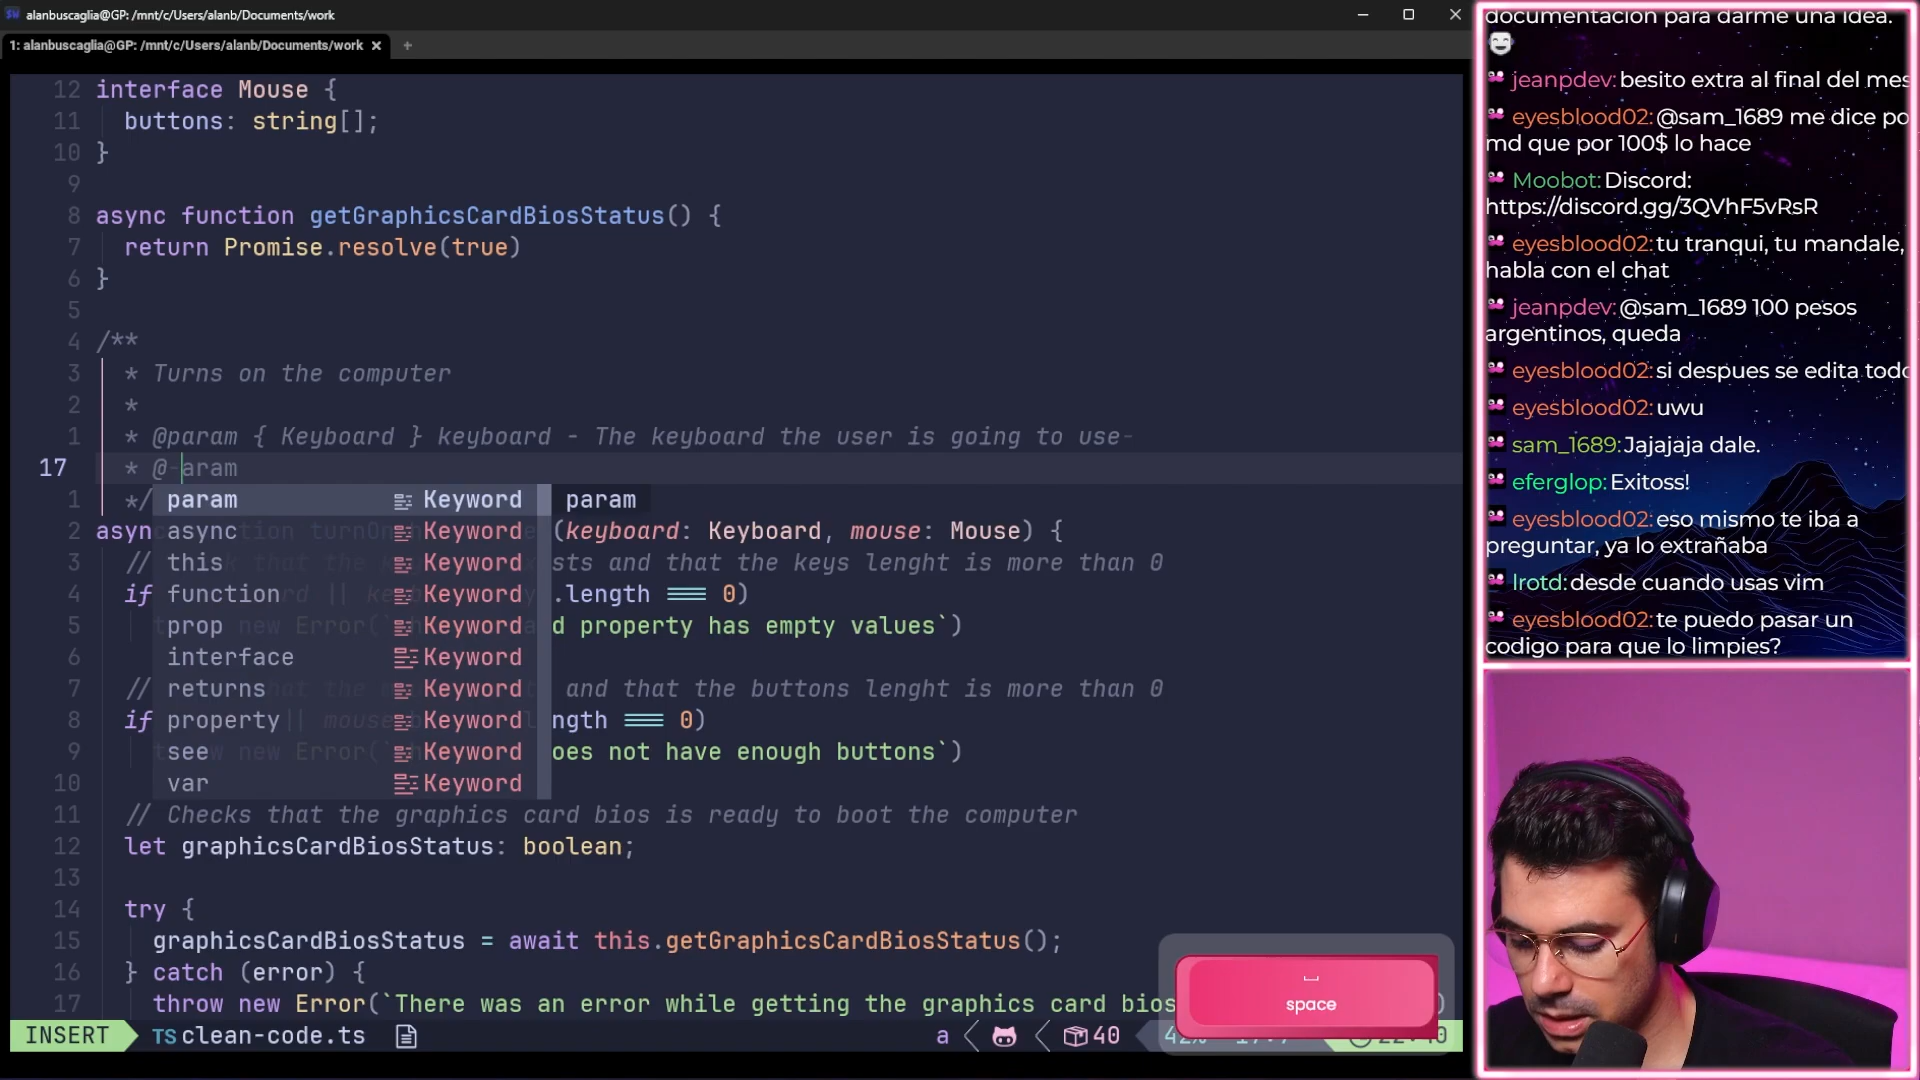 alanbuscaglia@GP: /mnt/c/Users/alanb/Documents/work
1: alanbuscaglia@GP: /mnt/c/Users/alanb/Documents/work × +
12 interface Mouse {
11 buttons: string[];
10 }
9
8 async function getGraphicsCardBiosStatus() {
7 return Promise.resolve(true)
6 }
5
4 /**
3 * Turns on the computer
2 *
1 * @param { Keyboard } keyboard - The keyboard the user is going to use-
17 * @-aram
1 */ param Keyword param
2 async async Keyword (keyboard: Keyboard, mouse: Mouse) {
3 // this Keyword sts and that the keys lenght is more than 0
4 if function Keyword .length === 0)
5 prop Keyword d property has empty values`)
6 interface Keyword
7 // returns Keyword and that the buttons lenght is more than 0
8 if property Keyword ngth === 0)
9 see Keyword oes not have enough buttons`)
10 var Keyword
11 // Checks that the graphics card bios is ready to boot the computer
12 let graphicsCardBiosStatus: boolean;
13
14 try {
15 graphicsCardBiosStatus = await this.getGraphicsCardBiosStatus();
16 } catch (error) {
17 throw new Error(`There was an error while getting the graphics card bios
space
INSERT TS clean-code.ts a 40
documentación para darme una idea.
jeanpdev: besito extra al final del mes
eyesblood02: @sam_1689 me dice po
md que por 100$ lo hace
Moobot: Discord:
https://discord.gg/3QVhF5vRsR
eyesblood02: tu tranqui, tu mandale,
habla con el chat
jeanpdev: @sam_1689 100 pesos
argentinos, queda
eyesblood02: si despues se edita todo
eyesblood02: uwu
sam_1689: Jajajaja dale.
eferglop: Exitoss!
eyesblood02: eso mismo te iba a
preguntar, ya lo extrañaba
lrotd: desde cuando usas vim
eyesblood02: te puedo pasar un
codigo para que lo limpies?